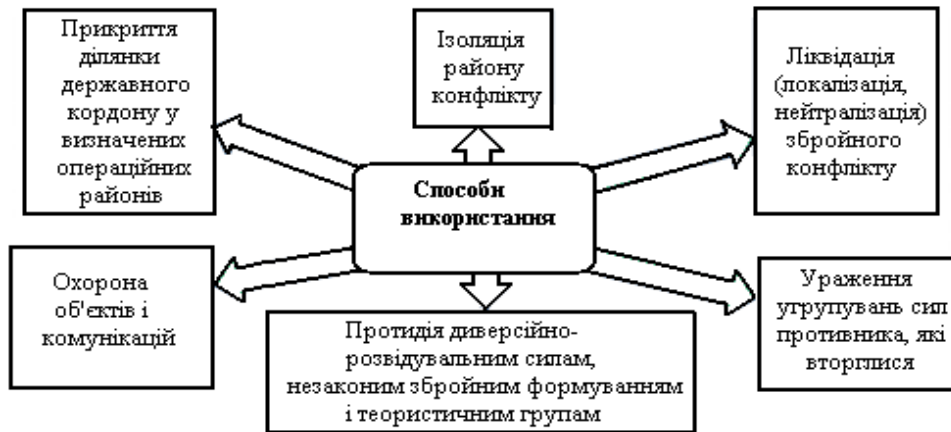 Прикриття
ділянки
державного
кордону у
визначених
операційних
районів
Ізоляція
району
конфлікту
Ліквідація
(локалізація,
нейтралізація)
збройного
конфлікту
Способи
використання
Охорона
об'єктів і
комунікацій
Протидія диверсійно-
розвідувальним силам,
незаконим збройним формуванням
і теористичним групам
Ураження
угрупувань сил
противника, які
вторглися